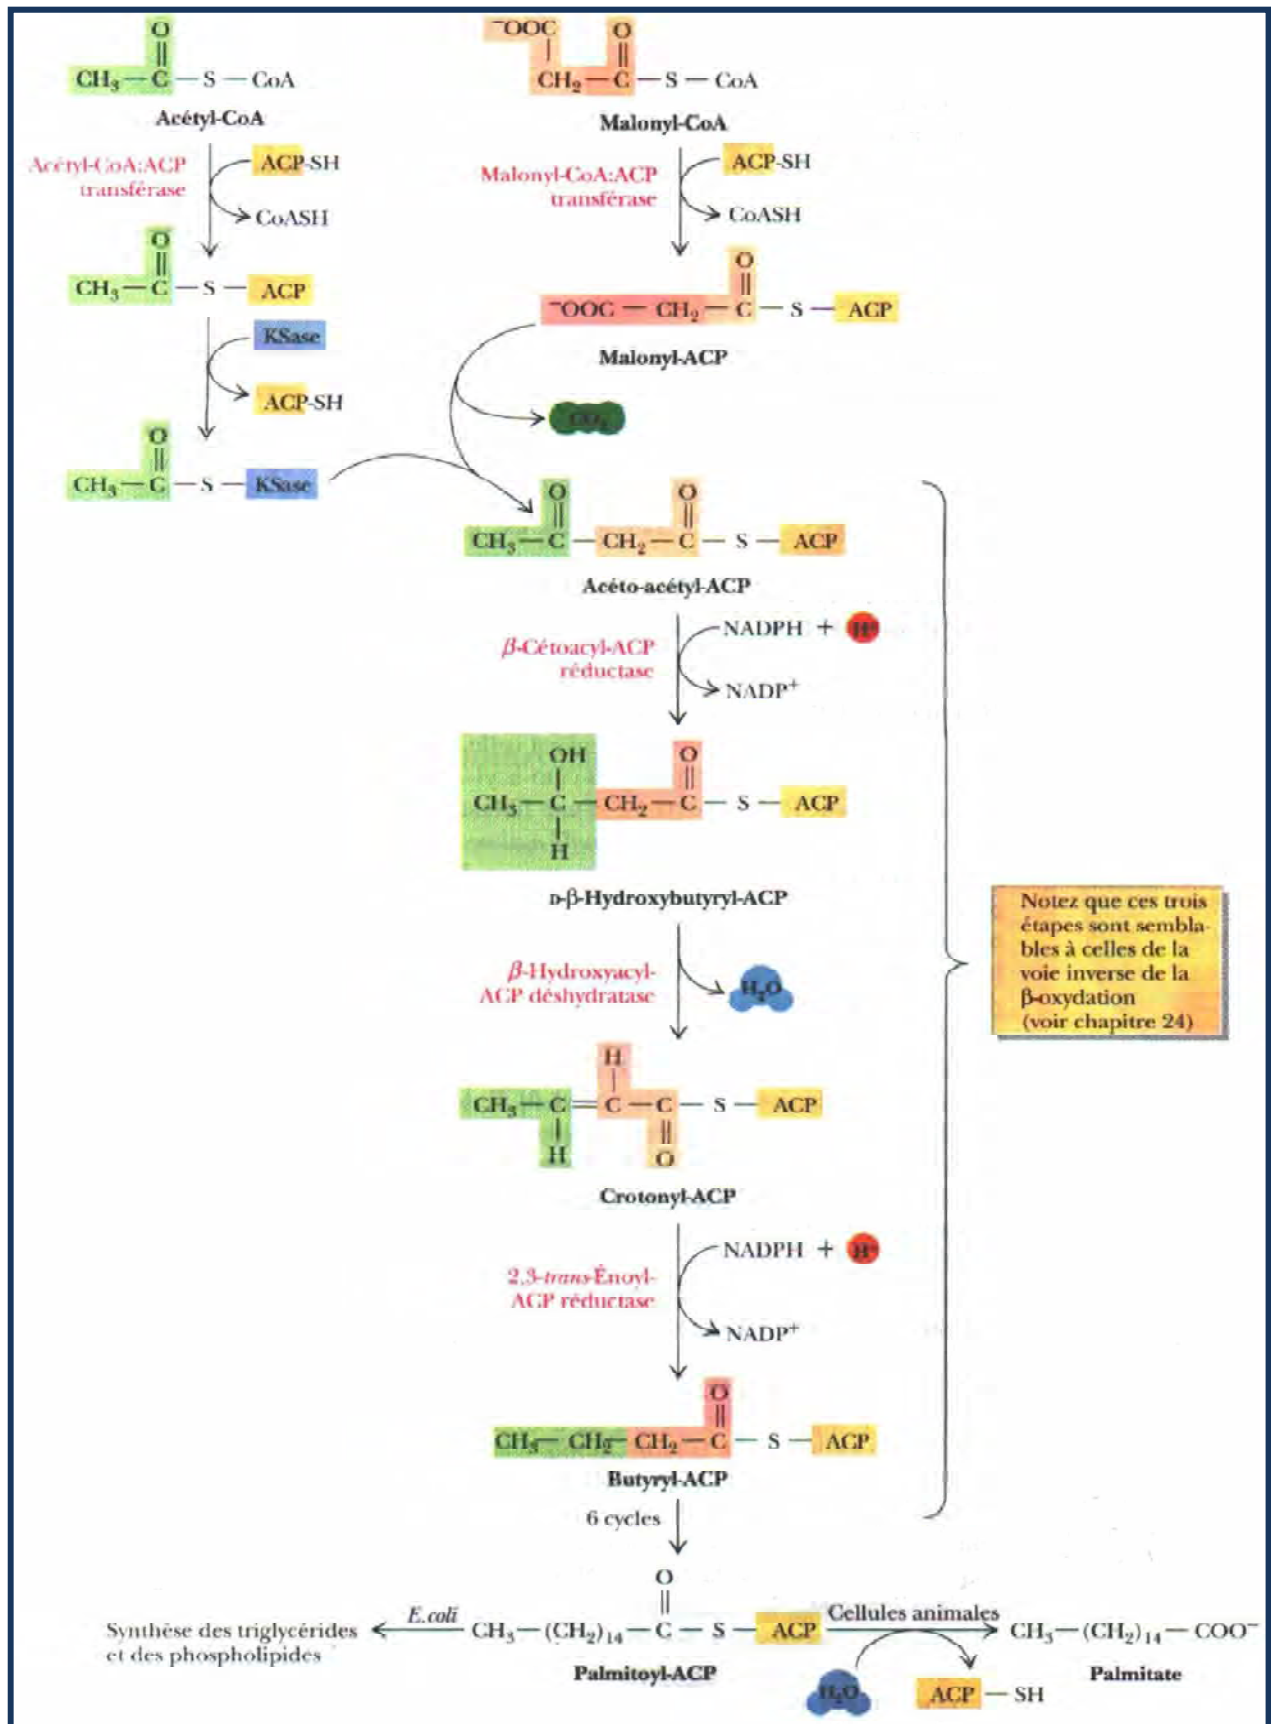 O
CH₃—C—S—CoA
Acétyl-CoA
⁻OOC
O
CH₂—C—S—CoA
Malonyl-CoA
Acétyl-CoA:ACP
transférase
ACP-SH
CoASH
Malonyl-CoA:ACP
transférase
ACP-SH
CoASH
O
CH₃—C—S—ACP
O
⁻OOC—CH₂—C—S—ACP
Malonyl-ACP
KSase
ACP-SH
CO₂
O
CH₃—C—S—KSase
O
O
CH₃—C—CH₂—C—S—ACP
Acéto-acétyl-ACP
β-Cétoacyl-ACP
réductase
NADPH + H⁺
NADP⁺
OH
O
CH₃—C—CH₂—C—S—ACP
H
D-β-Hydroxybutyryl-ACP
β-Hydroxyacyl-
ACP déshydratase
H₂O
Notez que ces trois
étapes sont sembla-
bles à celles de la
voie inverse de la
β-oxydation
(voir chapitre 24)
H
CH₃—C=C—C—S—ACP
H
O
Crotonyl-ACP
2,3-trans-Énoyl-
ACP réductase
NADPH + H⁺
NADP⁺
O
CH₃—CH₂—CH₂—C—S—ACP
Butyryl-ACP
6 cycles
O
Synthèse des triglycérides
et des phospholipides
E.coli
CH₃—(CH₂)₁₄—C—S—ACP
Palmitoyl-ACP
Cellules animales
H₂O
ACP—SH
CH₃—(CH₂)₁₄—COO⁻
Palmitate